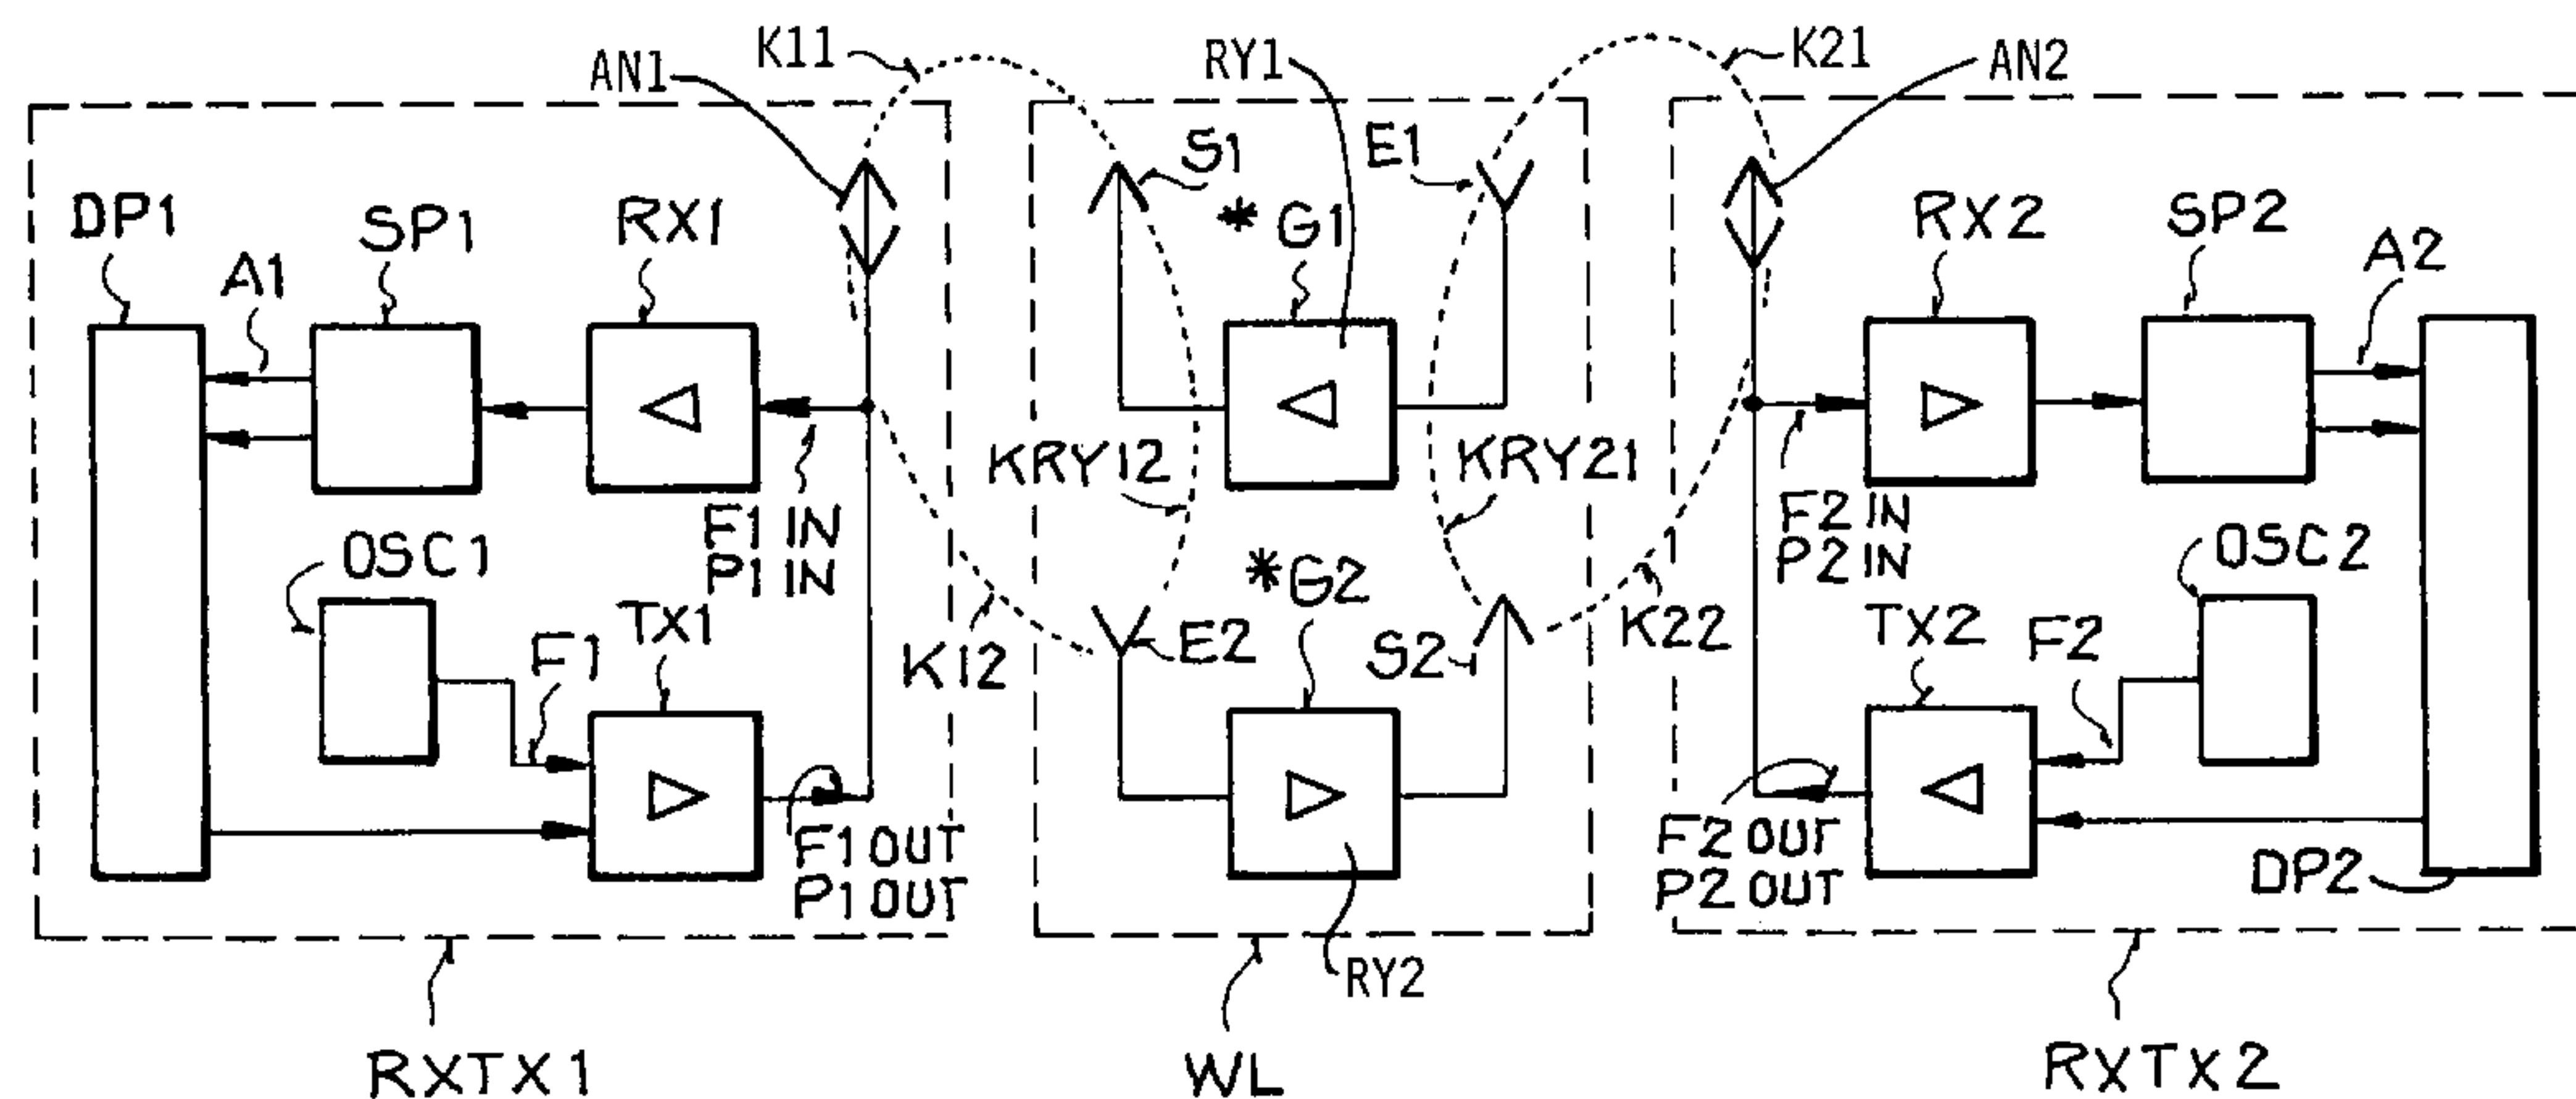 K11
RY1
K21
AN1
AN2
S1
E1
DP1
SP1
RX1
*G1
RX2
SP2
A1
A2
KRY12
KRY21
F1 IN
P1 IN
F2 IN
P2 IN
OSC1
OSC2
*G2
TX1
TX2
F1
F2
K12
E2
S2
K22
F1 OUT
P1 OUT
F2 OUT
P2 OUT
DP2
RY2
RXTX1
WL
RXTX2